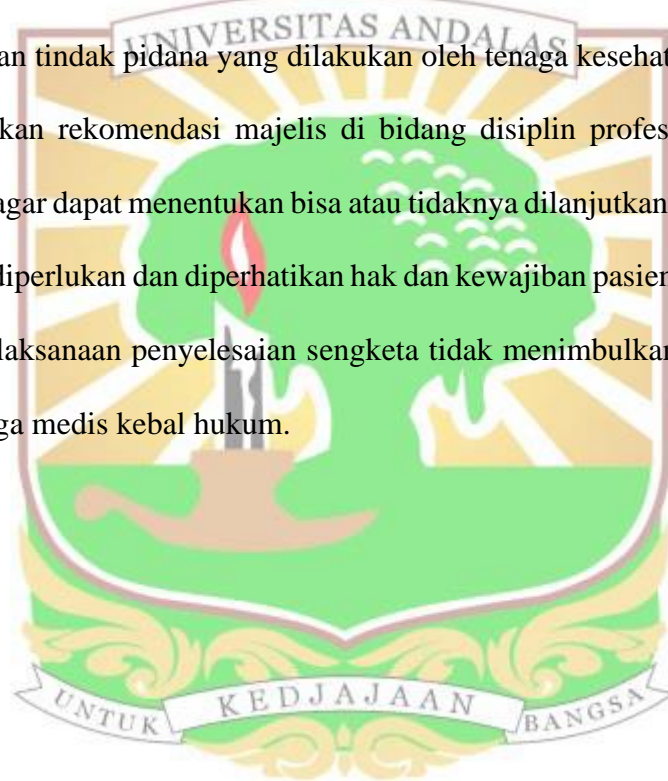 UNIVERSITAS ANDALAS
an tindak pidana yang dilakukan oleh tenaga kesehat
kan rekomendasi majelis di bidang disiplin profes
agar dapat menentukan bisa atau tidaknya dilanjutkan
diperlukan dan diperhatikan hak dan kewajiban pasien
laksanaan penyelesaian sengketa tidak menimbulkan
ga medis kebal hukum.
UNTUK KEDJAJAAN BANGSA